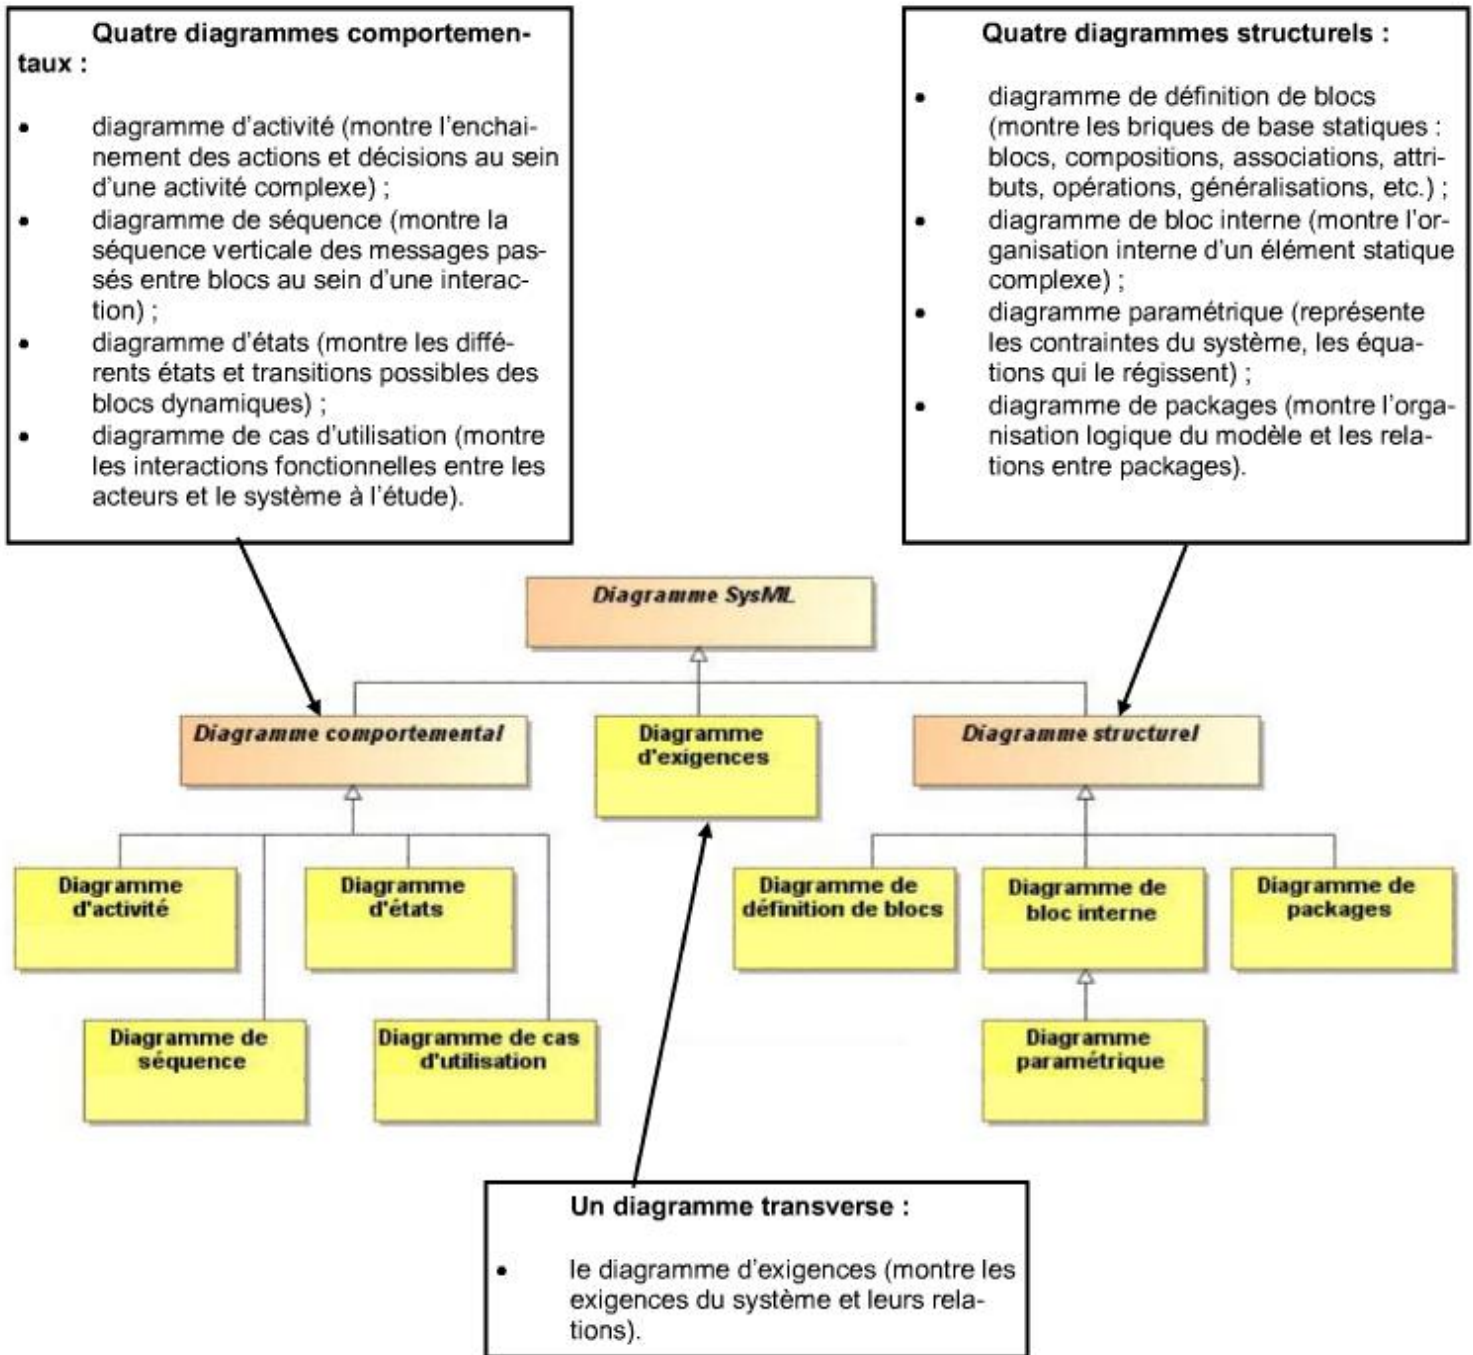 Quatre diagrammes comportemen-
taux :
• diagramme d'activité (montre l'enchai-
nement des actions et décisions au sein
d'une activité complexe) ;
• diagramme de séquence (montre la
séquence verticale des messages pas-
sés entre blocs au sein d'une interac-
tion) ;
• diagramme d'états (montre les diffé-
rents états et transitions possibles des
blocs dynamiques) ;
• diagramme de cas d'utilisation (montre
les interactions fonctionnelles entre les
acteurs et le système à l'étude).
Quatre diagrammes structurels :
• diagramme de définition de blocs
(montre les briques de base statiques :
blocs, compositions, associations, attri-
buts, opérations, généralisations, etc.) ;
• diagramme de bloc interne (montre l'or-
ganisation interne d'un élément statique
complexe) ;
• diagramme paramétrique (représente
les contraintes du système, les équa-
tions qui le régissent) ;
• diagramme de packages (montre l'orga-
nisation logique du modèle et les rela-
tions entre packages).
Diagramme SysML
Diagramme comportemental
Diagramme
d'exigences
Diagramme structurel
Diagramme
d'activité
Diagramme
d'états
Diagramme de
définition de blocs
Diagramme de
bloc interne
Diagramme de
packages
Diagramme de
séquence
Diagramme de cas
d'utilisation
Diagramme
paramétrique
Un diagramme transverse :
• le diagramme d'exigences (montre les
exigences du système et leurs rela-
tions).